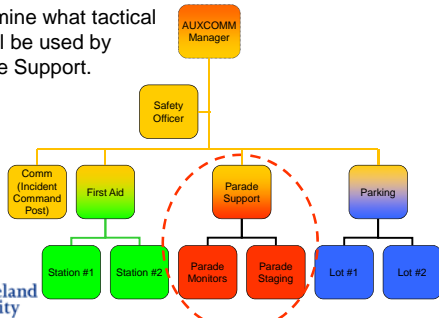 mine what tactical
l be used by
e Support.
AUXCOMM
Manager
Safety
Officer
Comm
(Incident
Command
Post)
First Aid
Parade
Support
Parking
Station #1
Station #2
Parade
Monitors
Parade
Staging
Lot #1
Lot #2
eland
ity